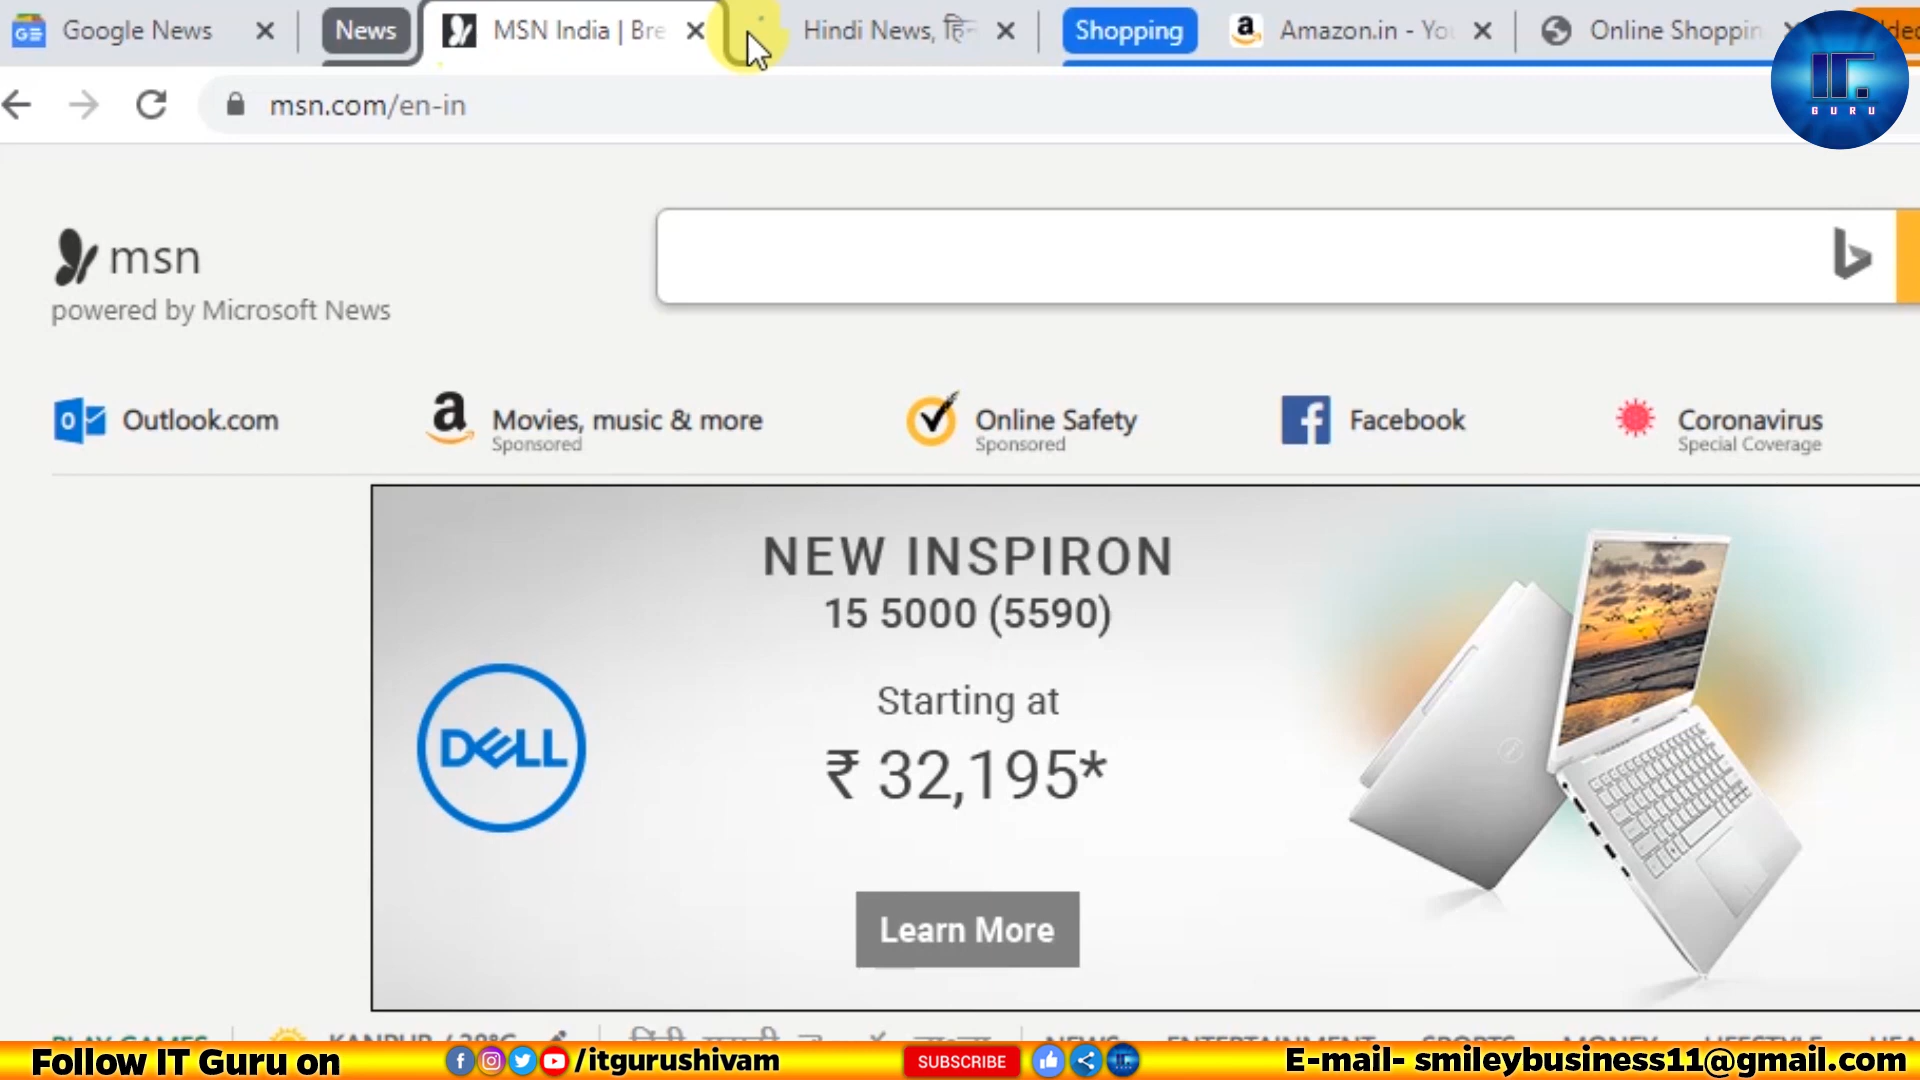 Google News
News
MSN India | Bre
Hindi News, हिन
Shopping
Amazon.in - Yo
Online Shoppin
IT.
GURU
msn.com/en-in
msn
powered by Microsoft News
Outlook.com
Movies, music & more
Sponsored
Online Safety
Sponsored
Facebook
Coronavirus
Special Coverage
NEW INSPIRON
15 5000 (5590)
DELL
Starting at
₹ 32,195*
Learn More
PLAY GAMES
KANPUR / 28°C
NEWS ENTERTAINMENT SPORTS MONEY LIFESTYLE HEA
Follow IT Guru on
/itgurushivam
SUBSCRIBE
E-mail- smileybusiness11@gmail.com